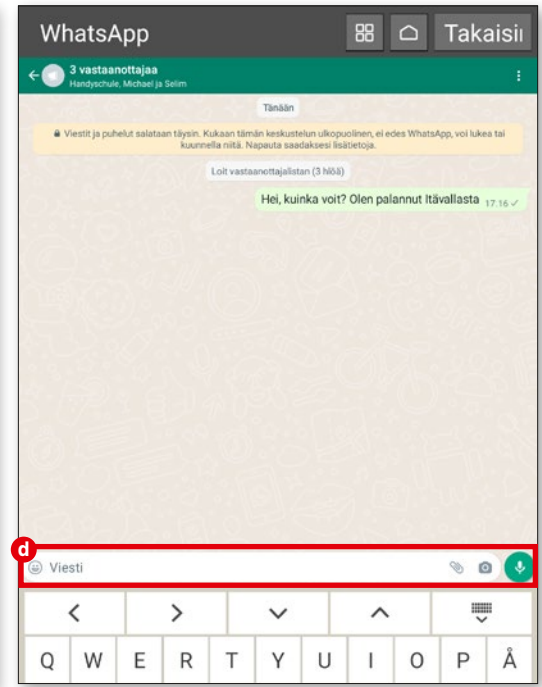 WhatsApp
Takaisii
3 vastaanottajaa
Handyschule, Michael ja Selim
Tänään
Viestit ja puhelut salataan täysin. Kukaan tämän keskustelun ulkopuolinen, ei edes WhatsApp, voi lukea tai
kuunnella niitä. Napauta saadaksesi lisätietoja.
Loit vastaanottajalistan (3 hlöä)
Hei, kuinka voit? Olen palannut Itävallasta 17.16
d
Viesti
Q W E R T Y U I O P Å